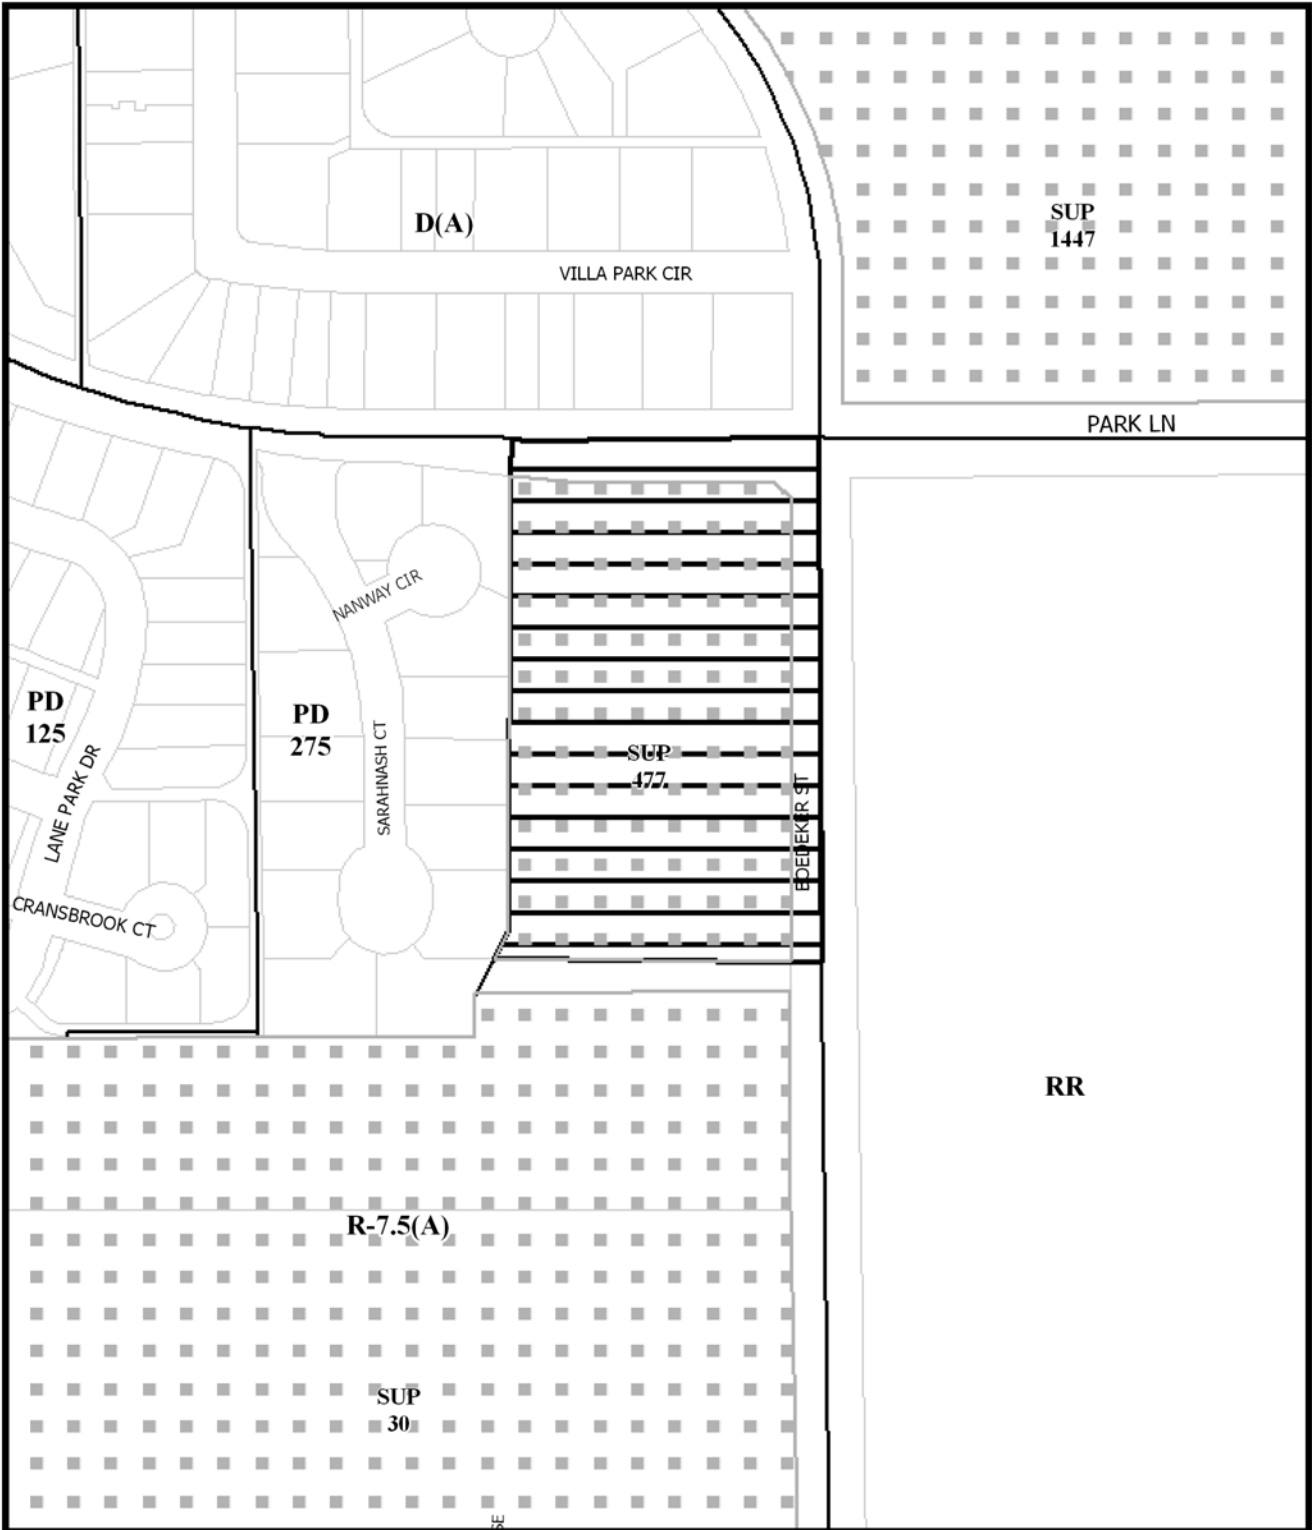 SUP
1447
D(A)
VILLA PARK CIR
PARK LN
NANWAY CIR
PD
125
PD
275
SUP
477
SARAHNASH CT
LANE PARK DR
BOEDEKER ST
CRANSBROOK CT
RR
R-7.5(A)
SUP
30
SE